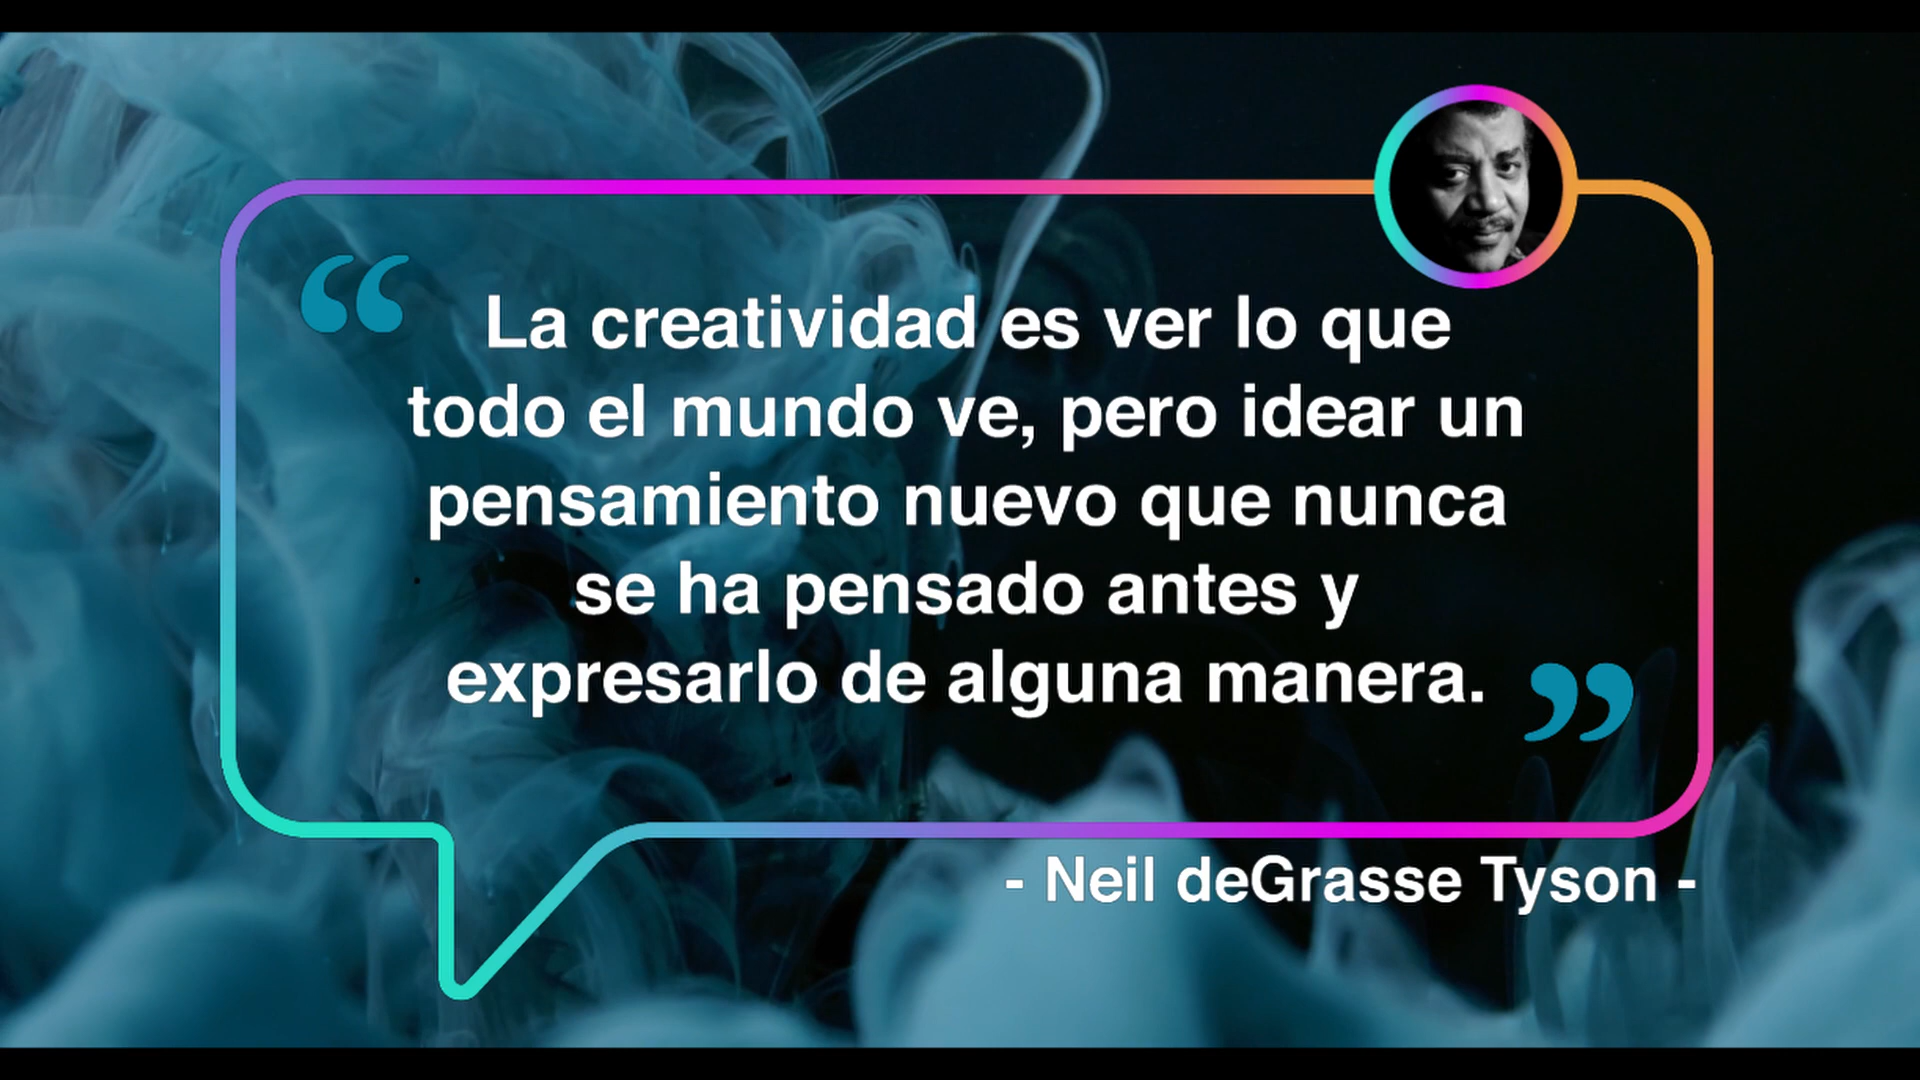 “ La creatividad es ver lo que
todo el mundo ve, pero idear un
pensamiento nuevo que nunca
se ha pensado antes y
expresarlo de alguna manera. ”
- Neil deGrasse Tyson -